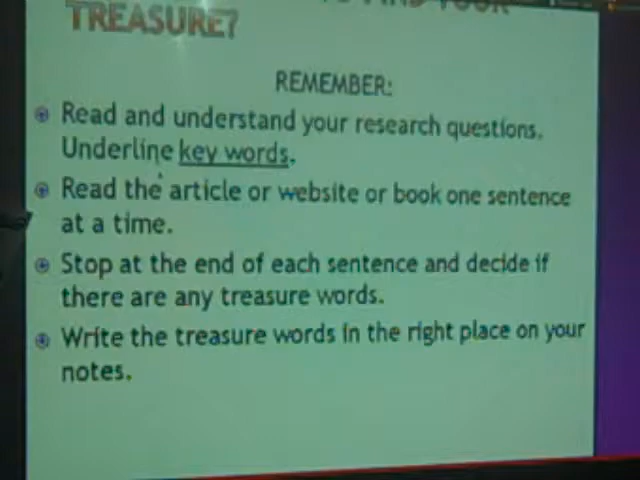 FIND YOUR
TREASURE?
REMEMBER:
Read and understand your research questions.
Underline key words.
Read the article or website or book one sentence
at a time.
Stop at the end of each sentence and decide if
there are any treasure words.
Write the treasure words in the right place on your
notes.